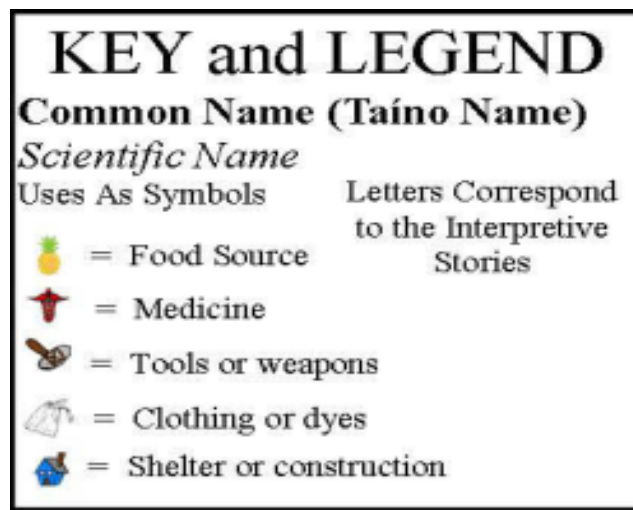 KEY and LEGEND
Common Name (Taíno Name)
Scientific Name
Uses As Symbols
= Food Source
= Medicine
= Tools or weapons
= Clothing or dyes
= Shelter or construction
Letters Correspond
to the Interpretive
Stories